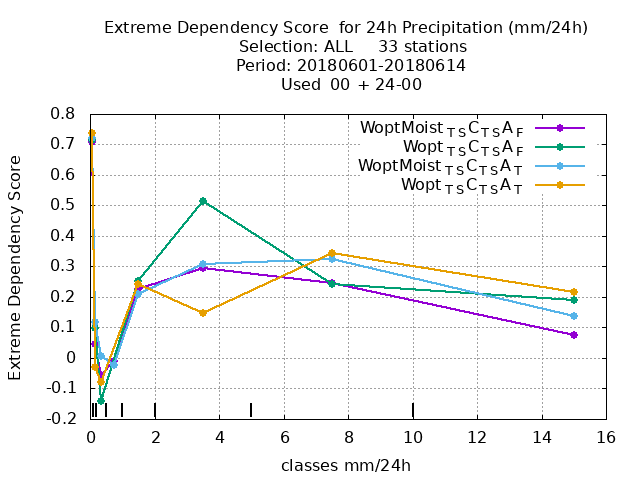 Extreme Dependency Score  for 24h Precipitation (mm/24h)
Selection: ALL     33 stations
Period: 20180601-20180614
Used  00 + 24-00
Extreme Dependency Score
0.8
0.7
0.6
0.5
0.4
0.3
0.2
0.1
0
-0.1
-0.2
WoptMoist TS C TS A F
Wopt TS C TS A F
WoptMoist TS C TS A T
Wopt TS C TS A T
0 2 4 6 8 10 12 14 16
classes mm/24h